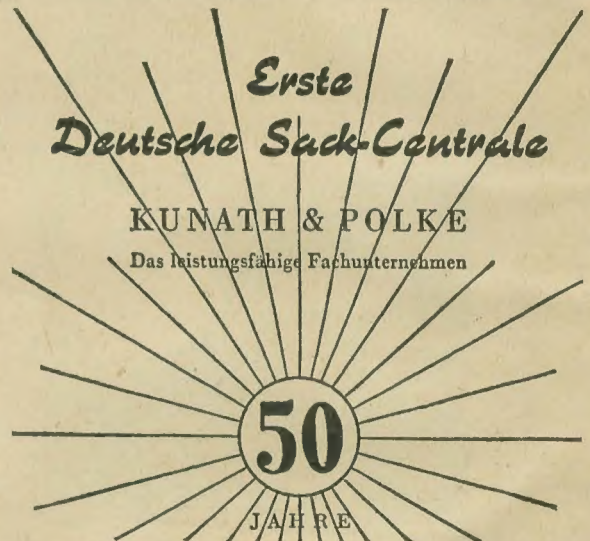 Erste
Deutsche Sack-Centrale
KUNATH & POLKE
Das leistungsfähige Fachunternehmen
50
JAHRE